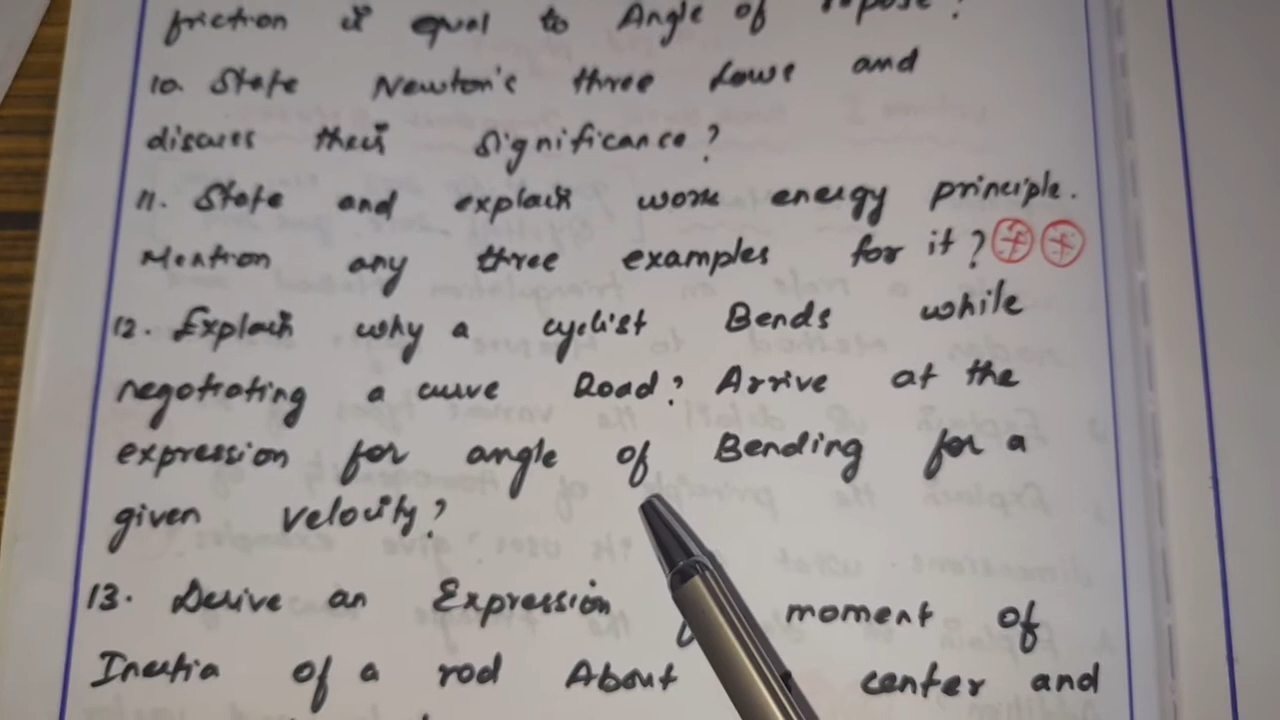 friction is equal to Angle of repose?
10. State Newton's three Laws and
discuss their significance?
11. State and explain work energy principle.
Mention any three examples for it?
12. Explain why a cyclist Bends while
negotiating a curve Road? Arrive at the
expression for angle of Bending for a
given velocity?
13. Derive an Expression moment of
Inertia of a rod About center and